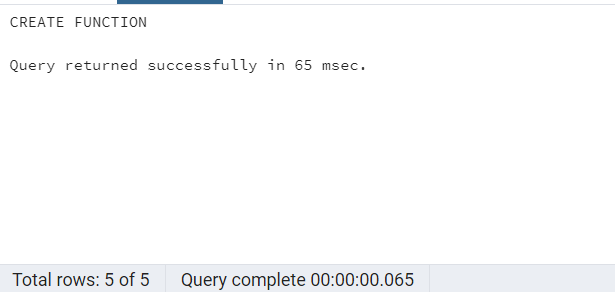 CREATE FUNCTION
Query returned successfully in 65 msec.
Total rows: 5 of 5
Query complete 00:00:00.065